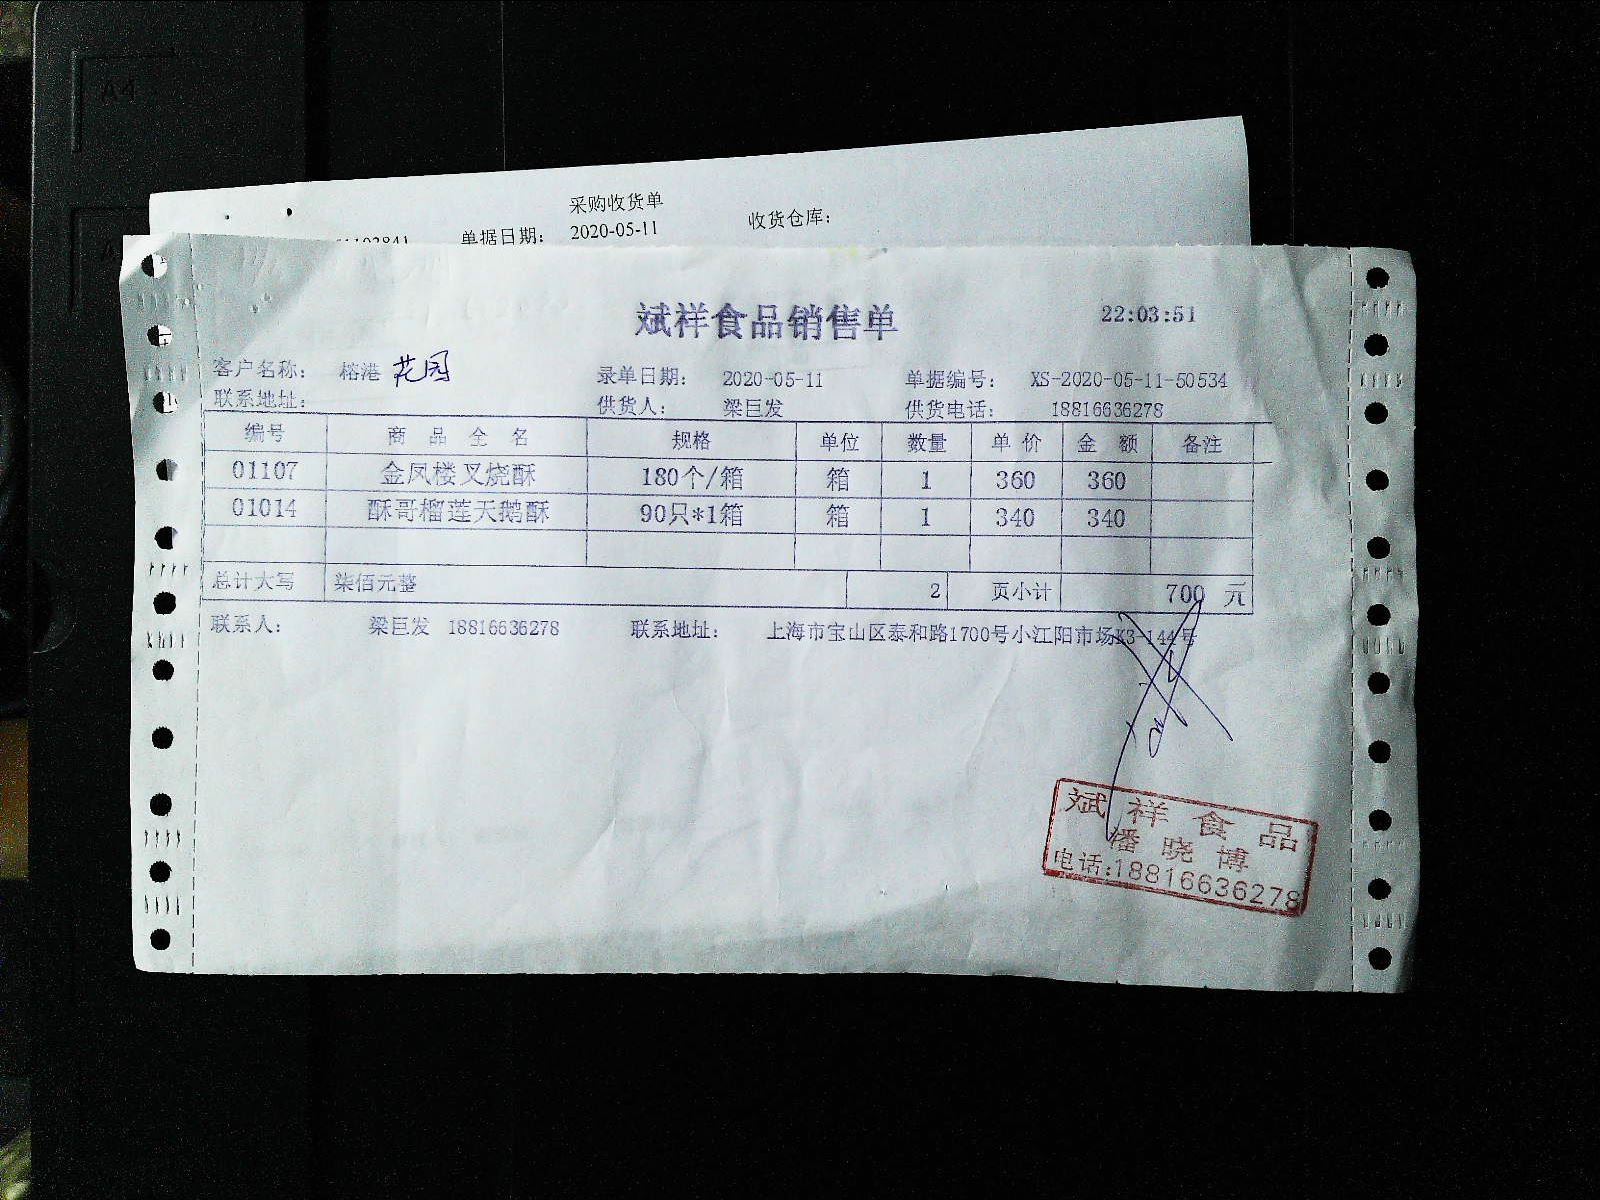 A4
采购收货单
单据日期： 2020-05-11 收货仓库：
斌祥食品销售单 22:03:51
客户名称： 榕港 花园 录单日期： 2020-05-11 单据编号： XS-2020-05-11-50534
联系地址： 供货人： 梁巨发 供货电话： 18816636278
编号 商品全名 规格 单位 数量 单价 金额 备注
01107 金凤楼叉烧酥 180个/箱 箱 1 360 360
01014 酥哥榴莲天鹅酥 90只*1箱 箱 1 340 340
总计大写 柒佰元整 2 页小计 700 元
联系人： 梁巨发 18816636278 联系地址： 上海市宝山区泰和路1700号小江阳市场K3-144号
斌祥食品
潘晓博
电话:18816636278